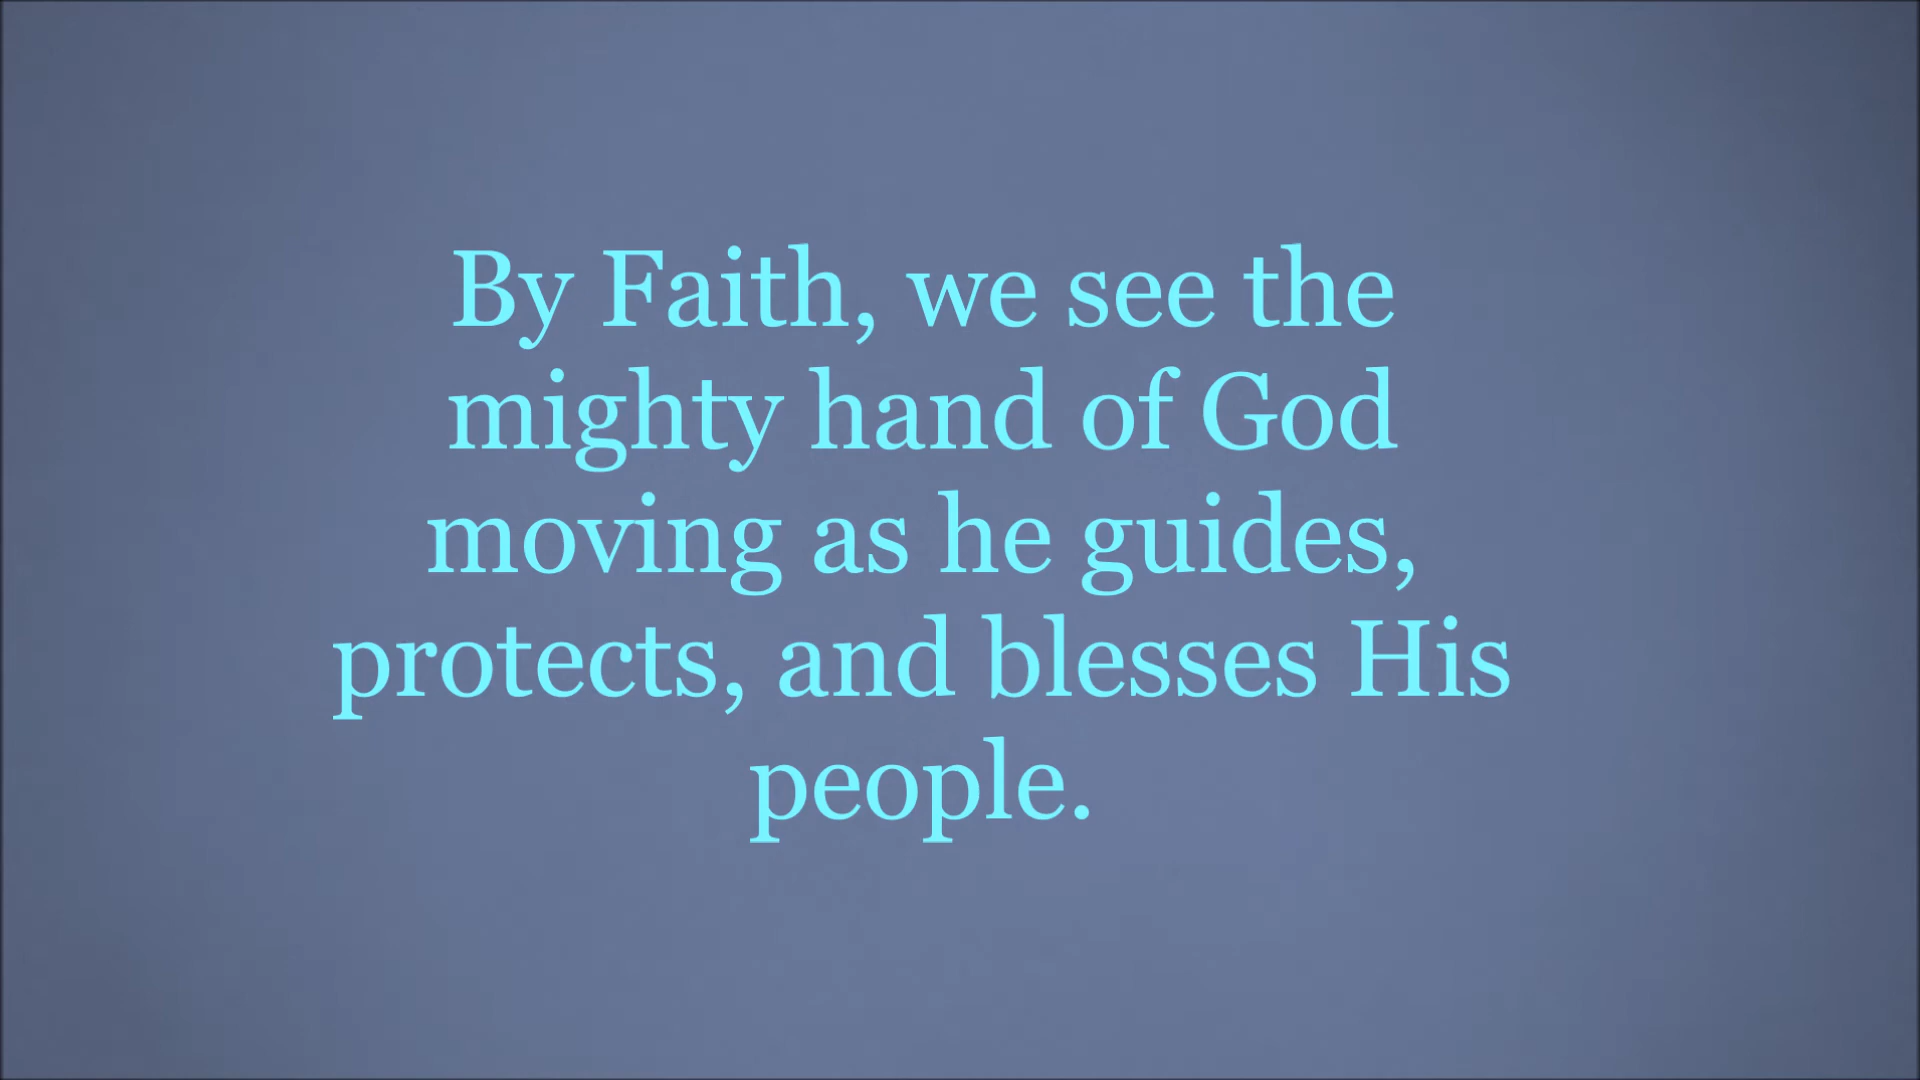 By Faith, we see the
mighty hand of God
moving as he guides,
protects, and blesses His
people.